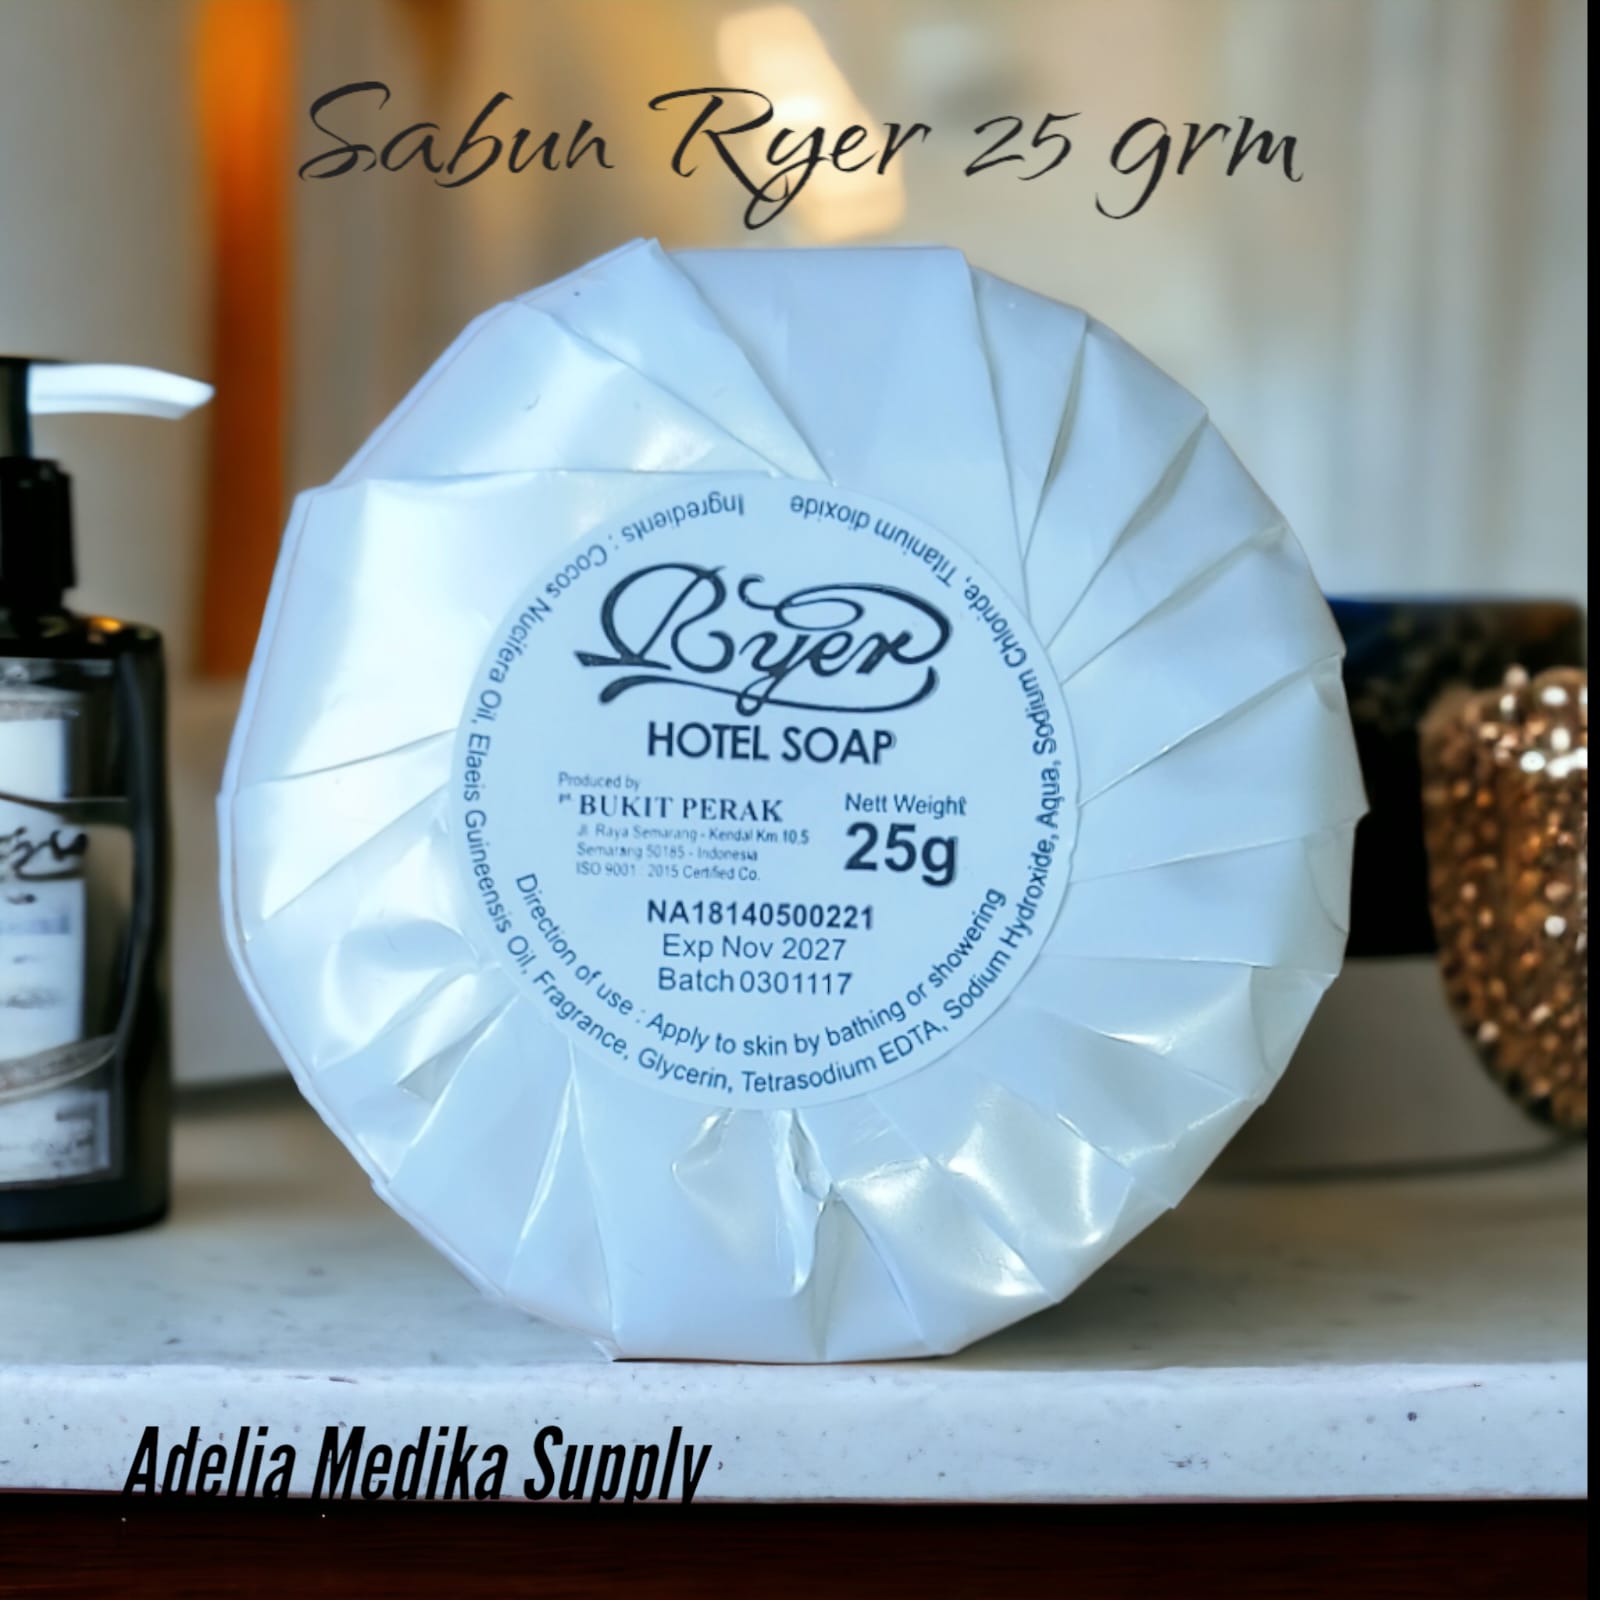 Sabun Ryer 25 grm
Ingredients : Cocos Nucifera Oil, Elaeis Guineensis Oil, Fragrance, Glycerin, Tetrasodium EDTA, Sodium Hydroxide, Aqua, Sodium Chloride, Titanium dioxide
Ryer
HOTEL SOAP
Produced by
PT BUKIT PERAK
Jl. Raya Semarang - Kendal Km 10,5
Semarang 50185 - Indonesia
ISO 9001 : 2015 Certified Co.
Nett Weight
25g
NA18140500221
Exp Nov 2027
Batch 0301117
Direction of use : Apply to skin by bathing or showering
Adelia Medika Supply